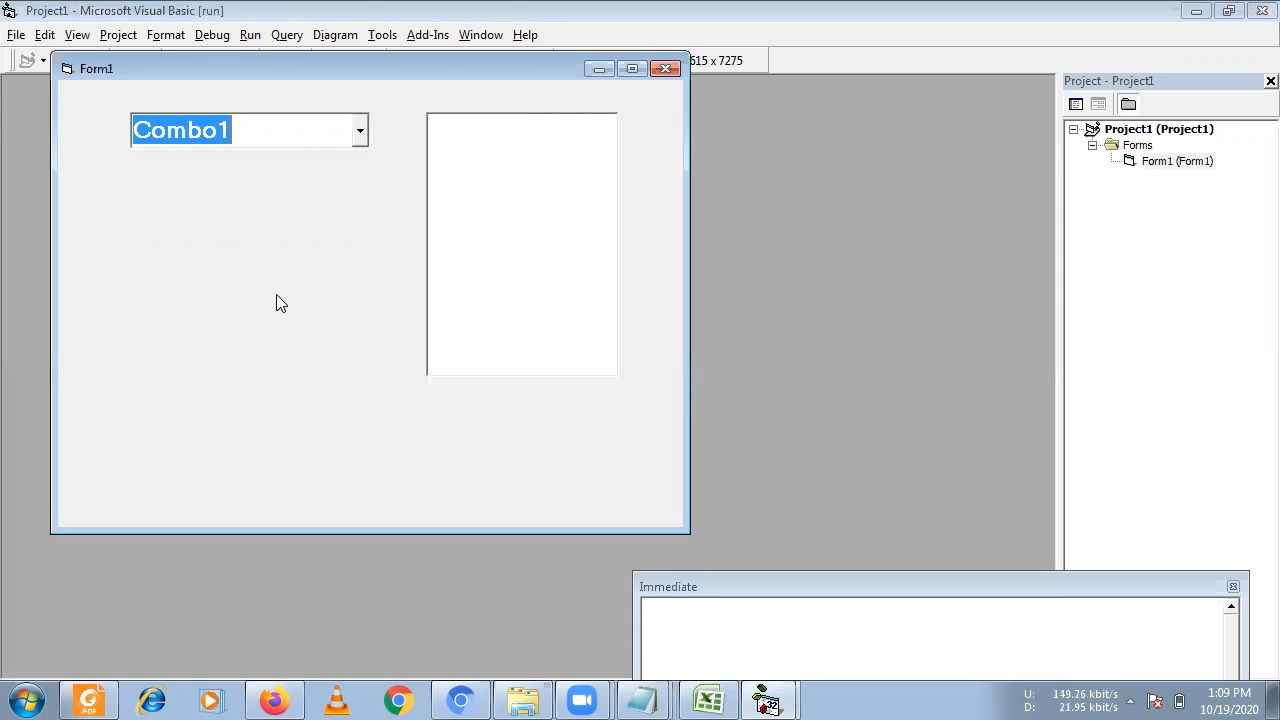 Project1 - Microsoft Visual Basic [run]
File Edit View Project Format Debug Run Query Diagram Tools Add-Ins Window Help
615 x 7275
Form1
Combo1
Project - Project1
Project1 (Project1)
Forms
Form1 (Form1)
Immediate
PDF
32
U: 149.26 kbit/s
D: 21.95 kbit/s
1:09 PM
10/19/2020